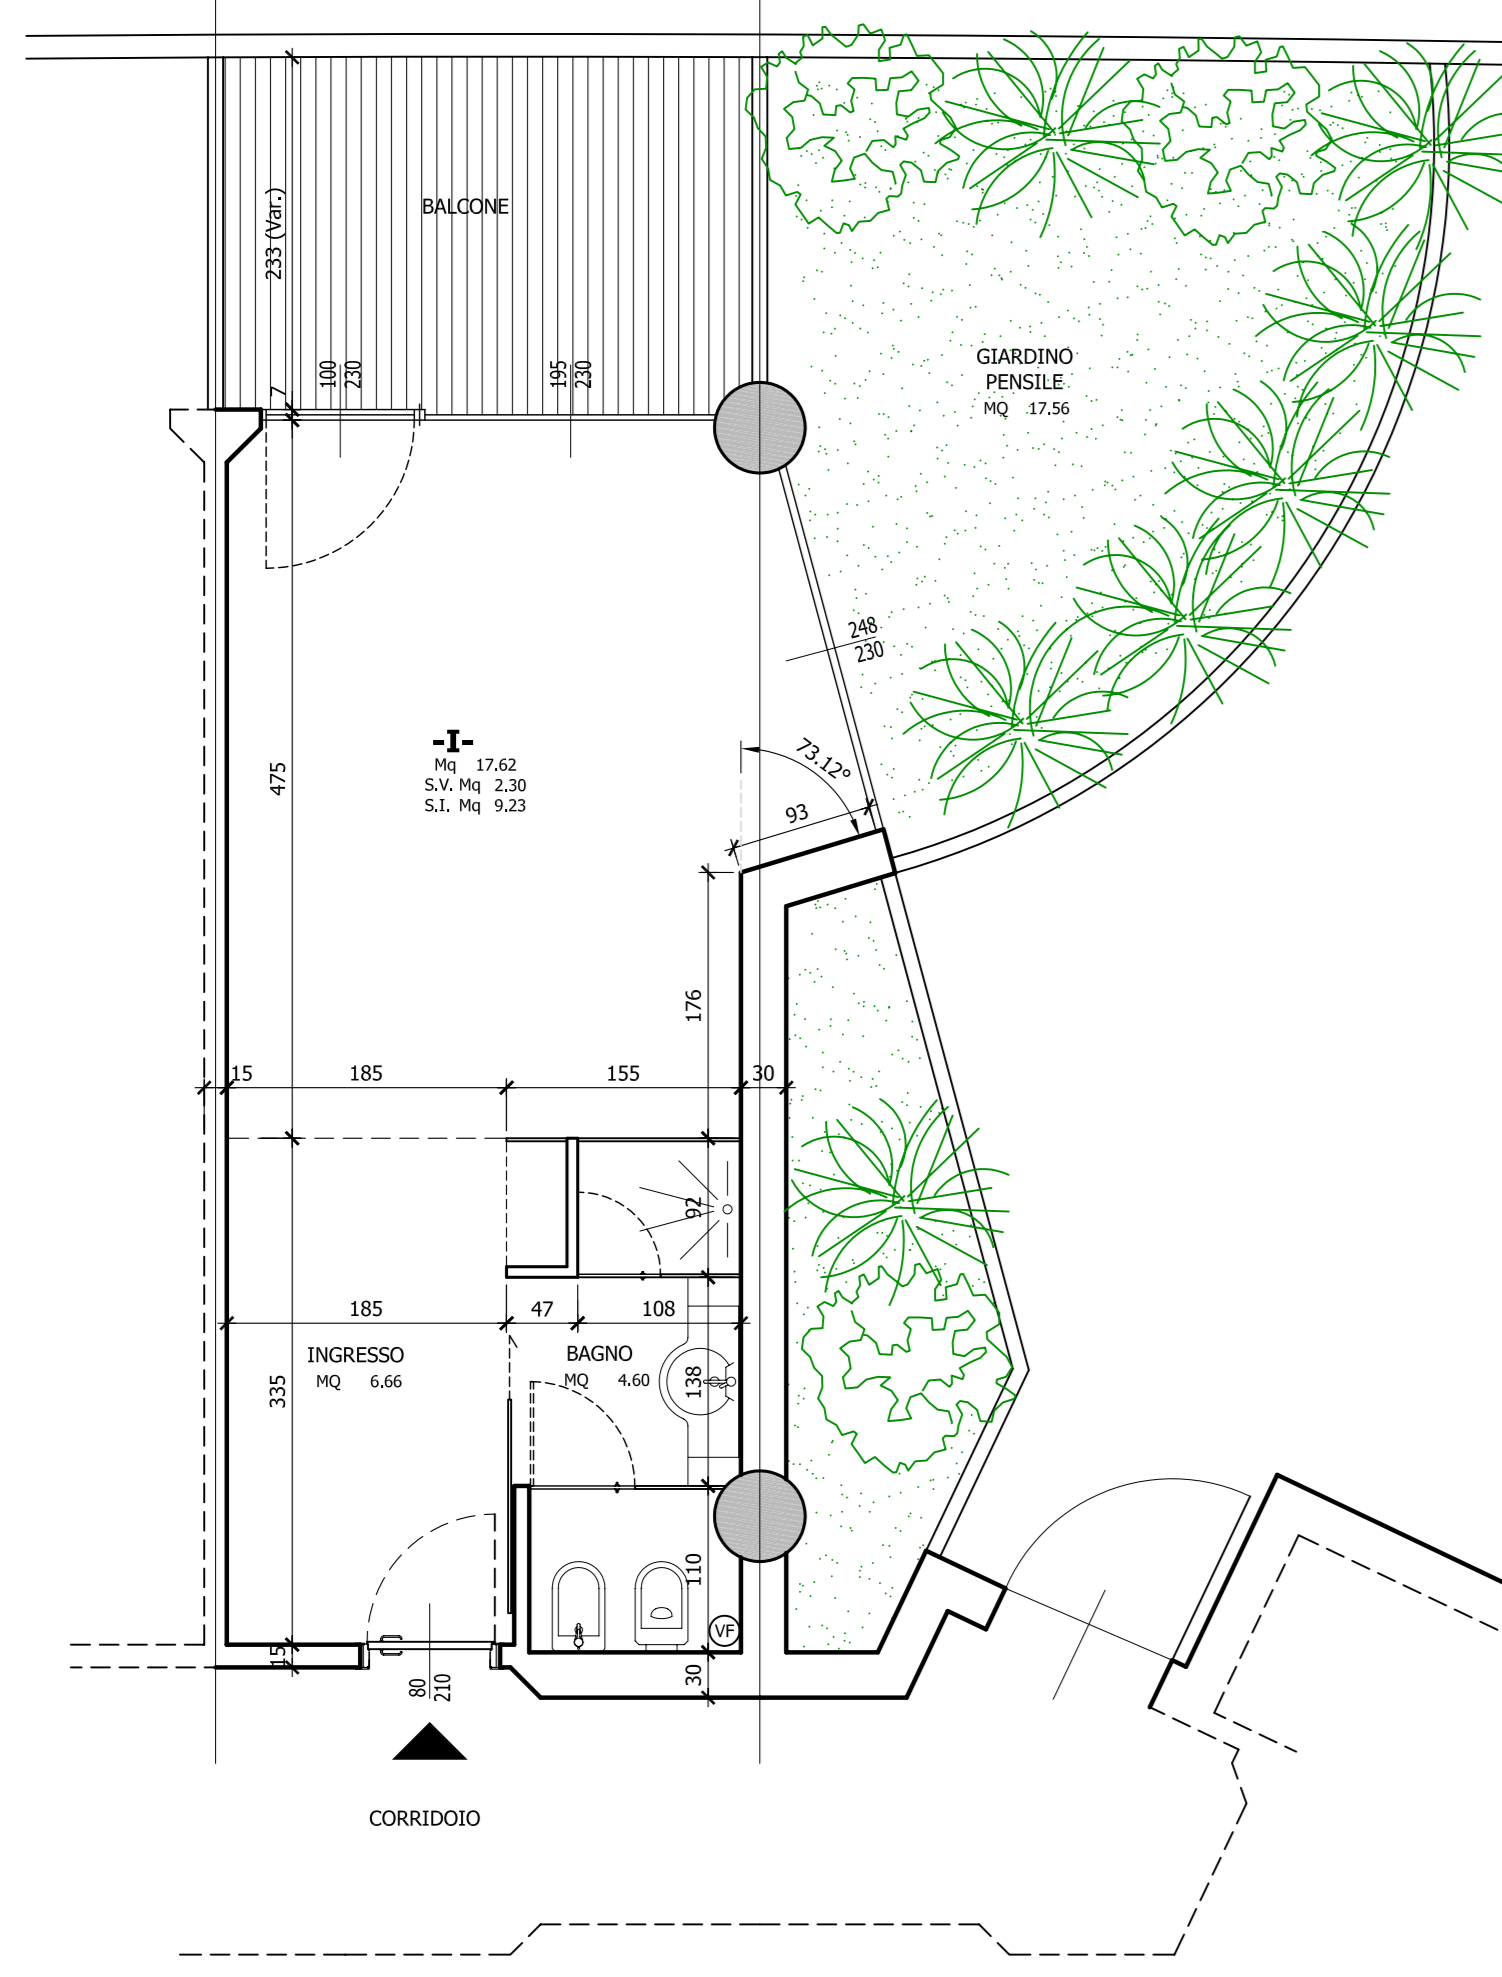 BALCONE
233 (Var.)
7
100
230
195
230
GIARDINO
PENSILE
MQ 17.56
248
230
-I-
Mq 17.62
S.V. Mq 2.30
S.I. Mq 9.23
475
73.12°
93
176
15
185
155
30
92
185
47
108
INGRESSO
MQ 6.66
BAGNO
MQ 4.60
335
138
110
VF
15
80
210
30
CORRIDOIO